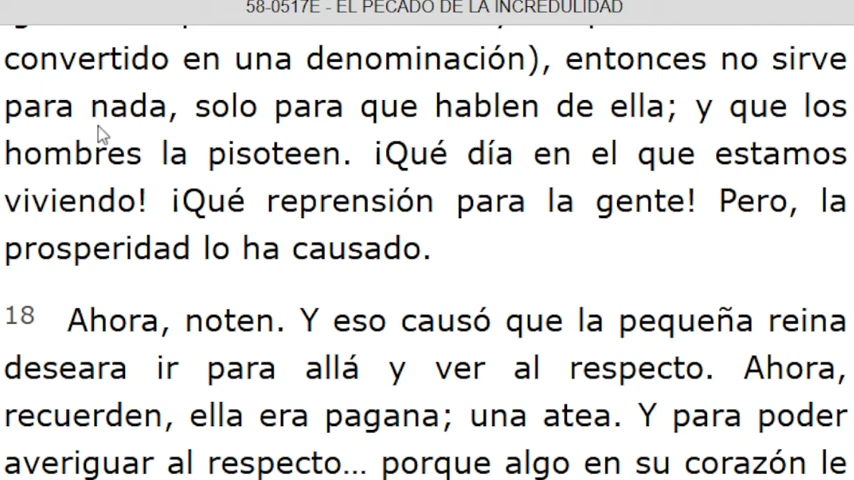 58-0517E - EL PECADO DE LA INCREDULIDAD
convertido en una denominación), entonces no sirve
para nada, solo para que hablen de ella; y que los
hombres la pisoteen. ¡Qué día en el que estamos
viviendo! ¡Qué reprensión para la gente! Pero, la
prosperidad lo ha causado.
18 Ahora, noten. Y eso causó que la pequeña reina
deseara ir para allá y ver al respecto. Ahora,
recuerden, ella era pagana; una atea. Y para poder
averiguar al respecto... porque algo en su corazón le